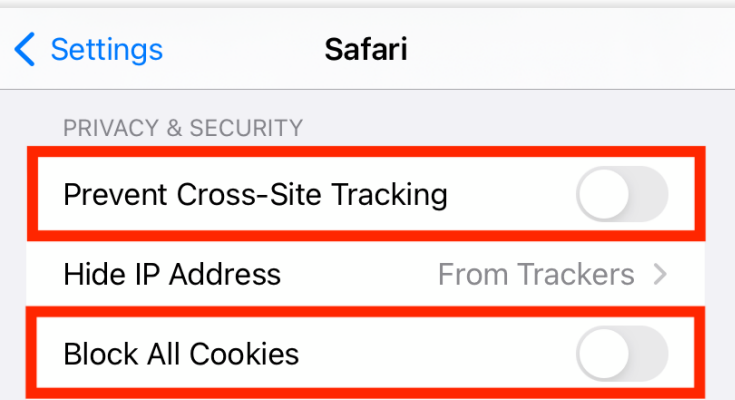 Settings
Safari
PRIVACY & SECURITY
Prevent Cross-Site Tracking
Hide IP Address From Trackers
Block All Cookies